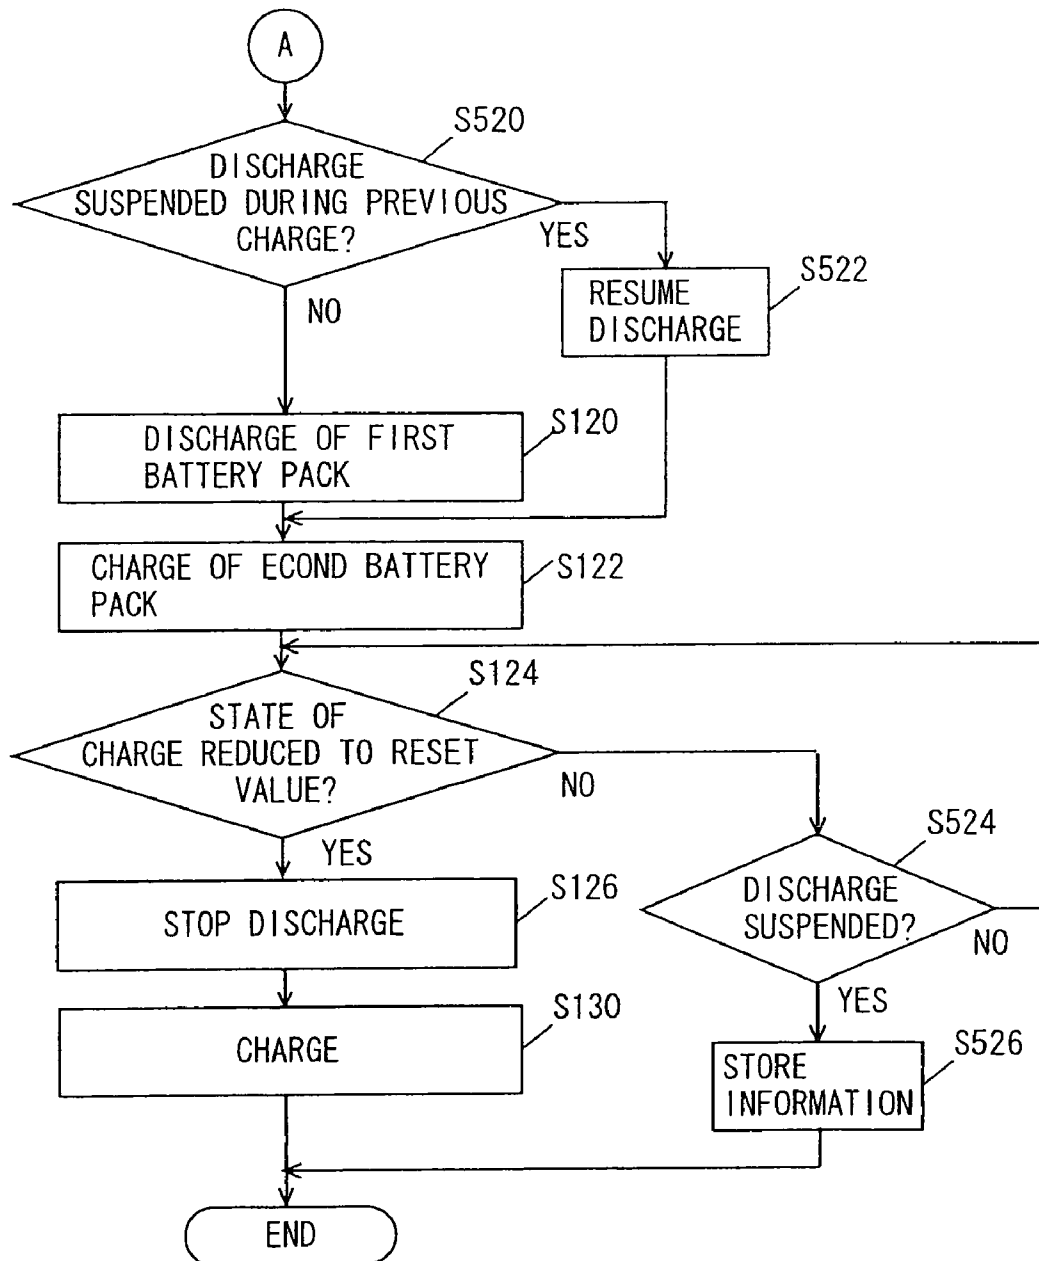 A
S520
DISCHARGE
SUSPENDED DURING PREVIOUS
CHARGE?
YES
NO
S522
RESUME
DISCHARGE
S120
DISCHARGE OF FIRST
BATTERY PACK
S122
CHARGE OF ECOND BATTERY
PACK
S124
STATE OF
CHARGE REDUCED TO RESET
VALUE?
NO
YES
S524
DISCHARGE
SUSPENDED?
NO
YES
S126
STOP DISCHARGE
S130
CHARGE
S526
STORE
INFORMATION
END